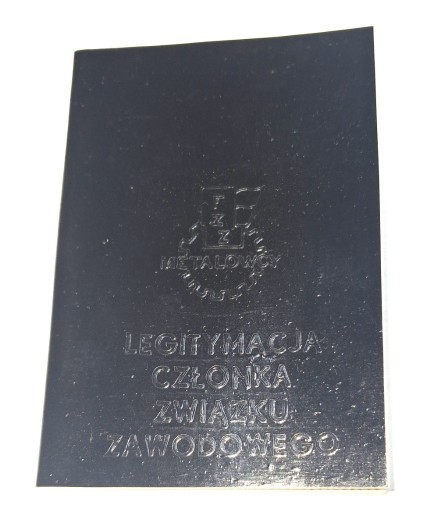 F
Z
Z
METALOWCY
LEGITYMACJA
CZŁONKA
ZWIĄZKU
ZAWODOWEGO